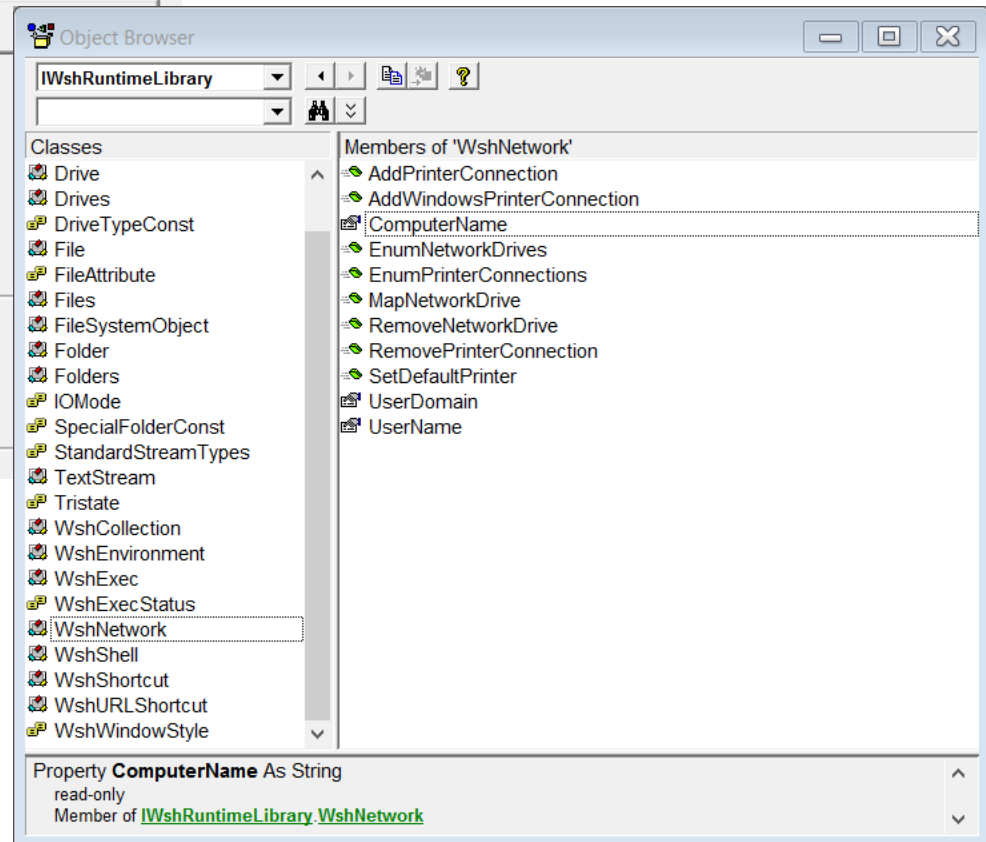 Object Browser
IWshRuntimeLibrary
Classes
Drive
Drives
DriveTypeConst
File
FileAttribute
Files
FileSystemObject
Folder
Folders
IOMode
SpecialFolderConst
StandardStreamTypes
TextStream
Tristate
WshCollection
WshEnvironment
WshExec
WshExecStatus
WshNetwork
WshShell
WshShortcut
WshURLShortcut
WshWindowStyle
Members of 'WshNetwork'
AddPrinterConnection
AddWindowsPrinterConnection
ComputerName
EnumNetworkDrives
EnumPrinterConnections
MapNetworkDrive
RemoveNetworkDrive
RemovePrinterConnection
SetDefaultPrinter
UserDomain
UserName
Property ComputerName As String
read-only
Member of IWshRuntimeLibrary.WshNetwork